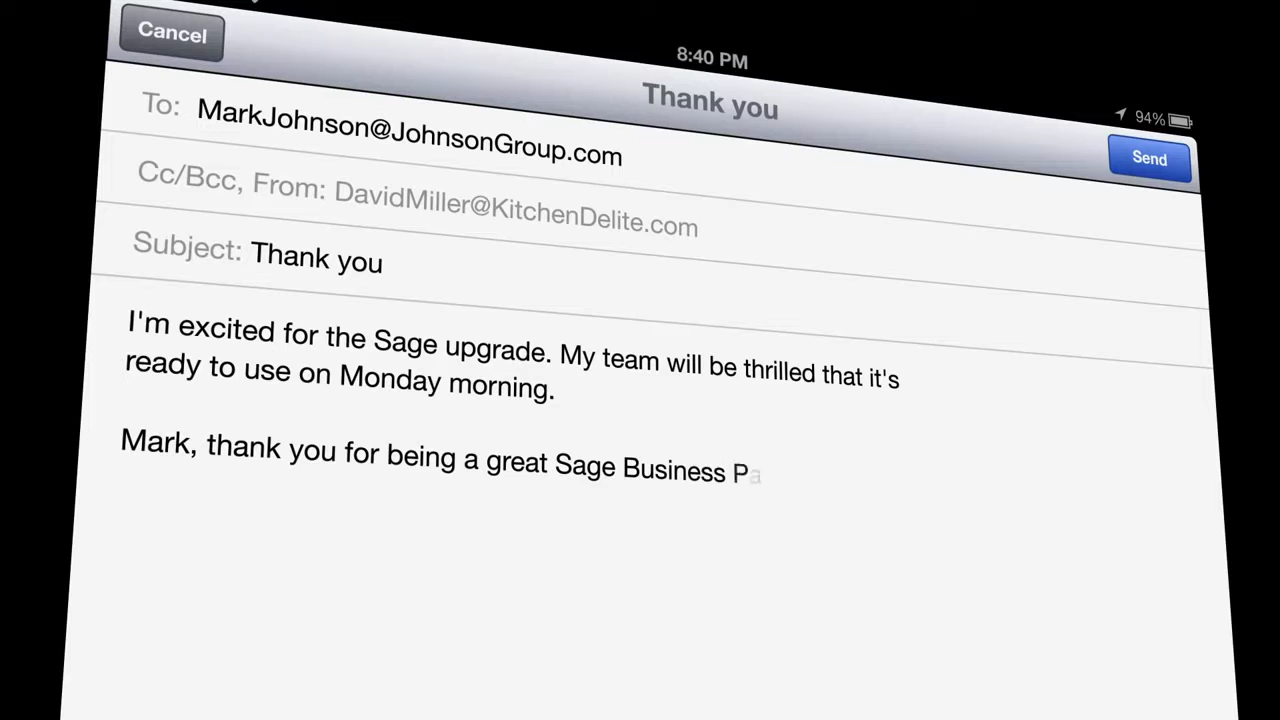 8:40 PM
94%
Cancel
Thank you
Send
To: MarkJohnson@JohnsonGroup.com
Cc/Bcc, From: DavidMiller@KitchenDelite.com
Subject: Thank you
I'm excited for the Sage upgrade. My team will be thrilled that it's
ready to use on Monday morning.
Mark, thank you for being a great Sage Business Pa